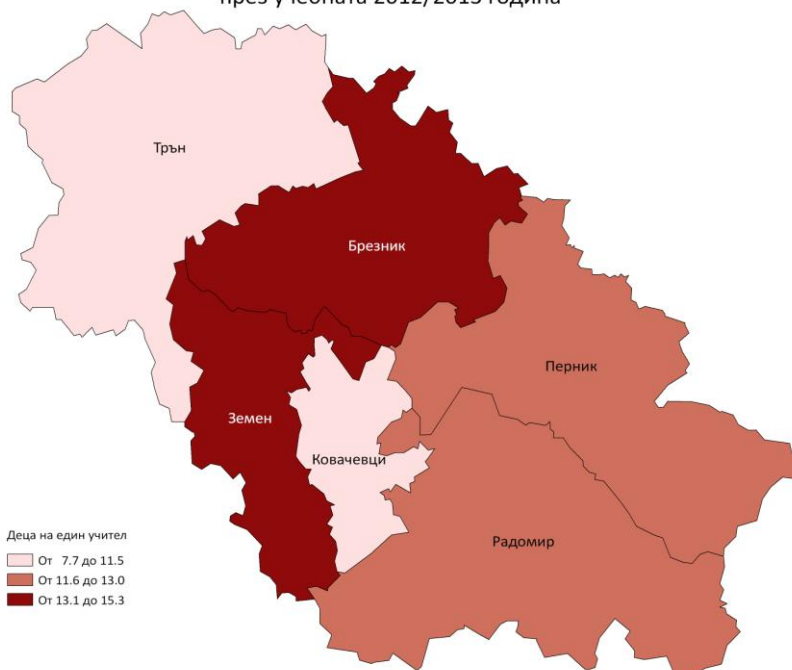 през учебната 2012/2013 година
Трън
Брезник
Перник
Земен
Ковачевци
Радомир
Деца на един учител
От 7.7 до 11.5
От 11.6 до 13.0
От 13.1 до 15.3